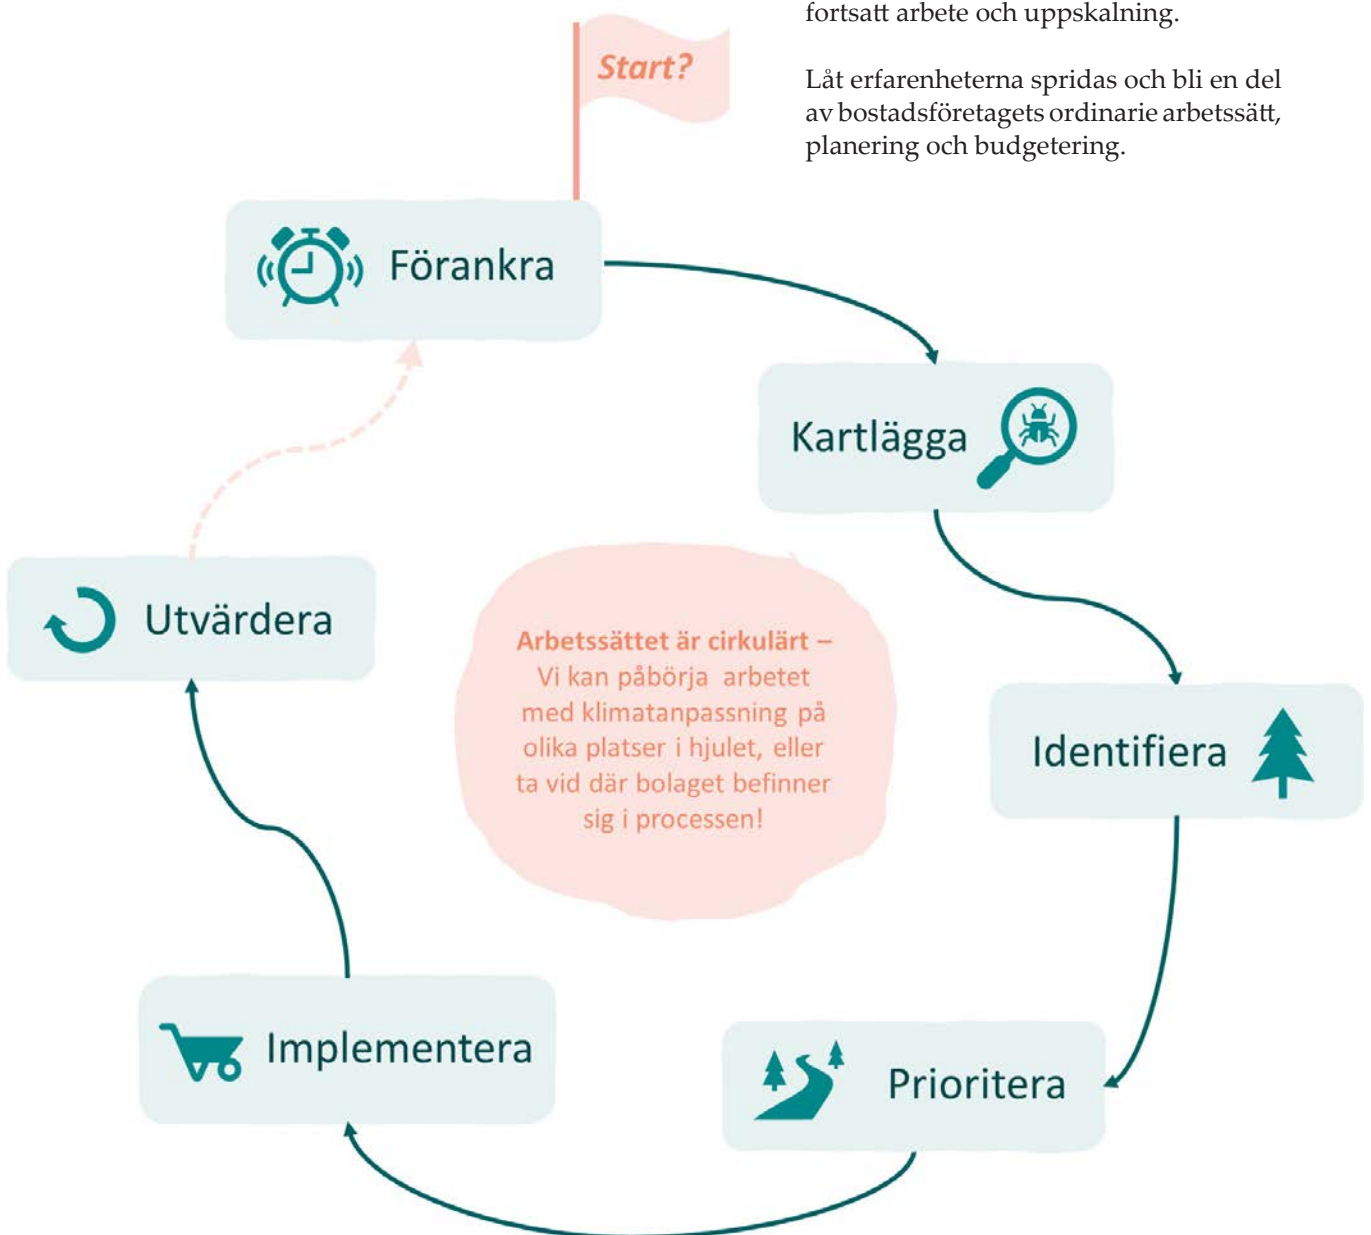 fortsatt arbete och uppskalning.
Låt erfarenheterna spridas och bli en del
av bostadsföretagets ordinarie arbetssätt,
planering och budgetering.
Start?
Förankra
Kartlägga
Identifiera
Prioritera
Implementera
Utvärdera
Arbetssättet är cirkulärt –
Vi kan påbörja arbetet
med klimatanpassning på
olika platser i hjulet, eller
ta vid där bolaget befinner
sig i processen!